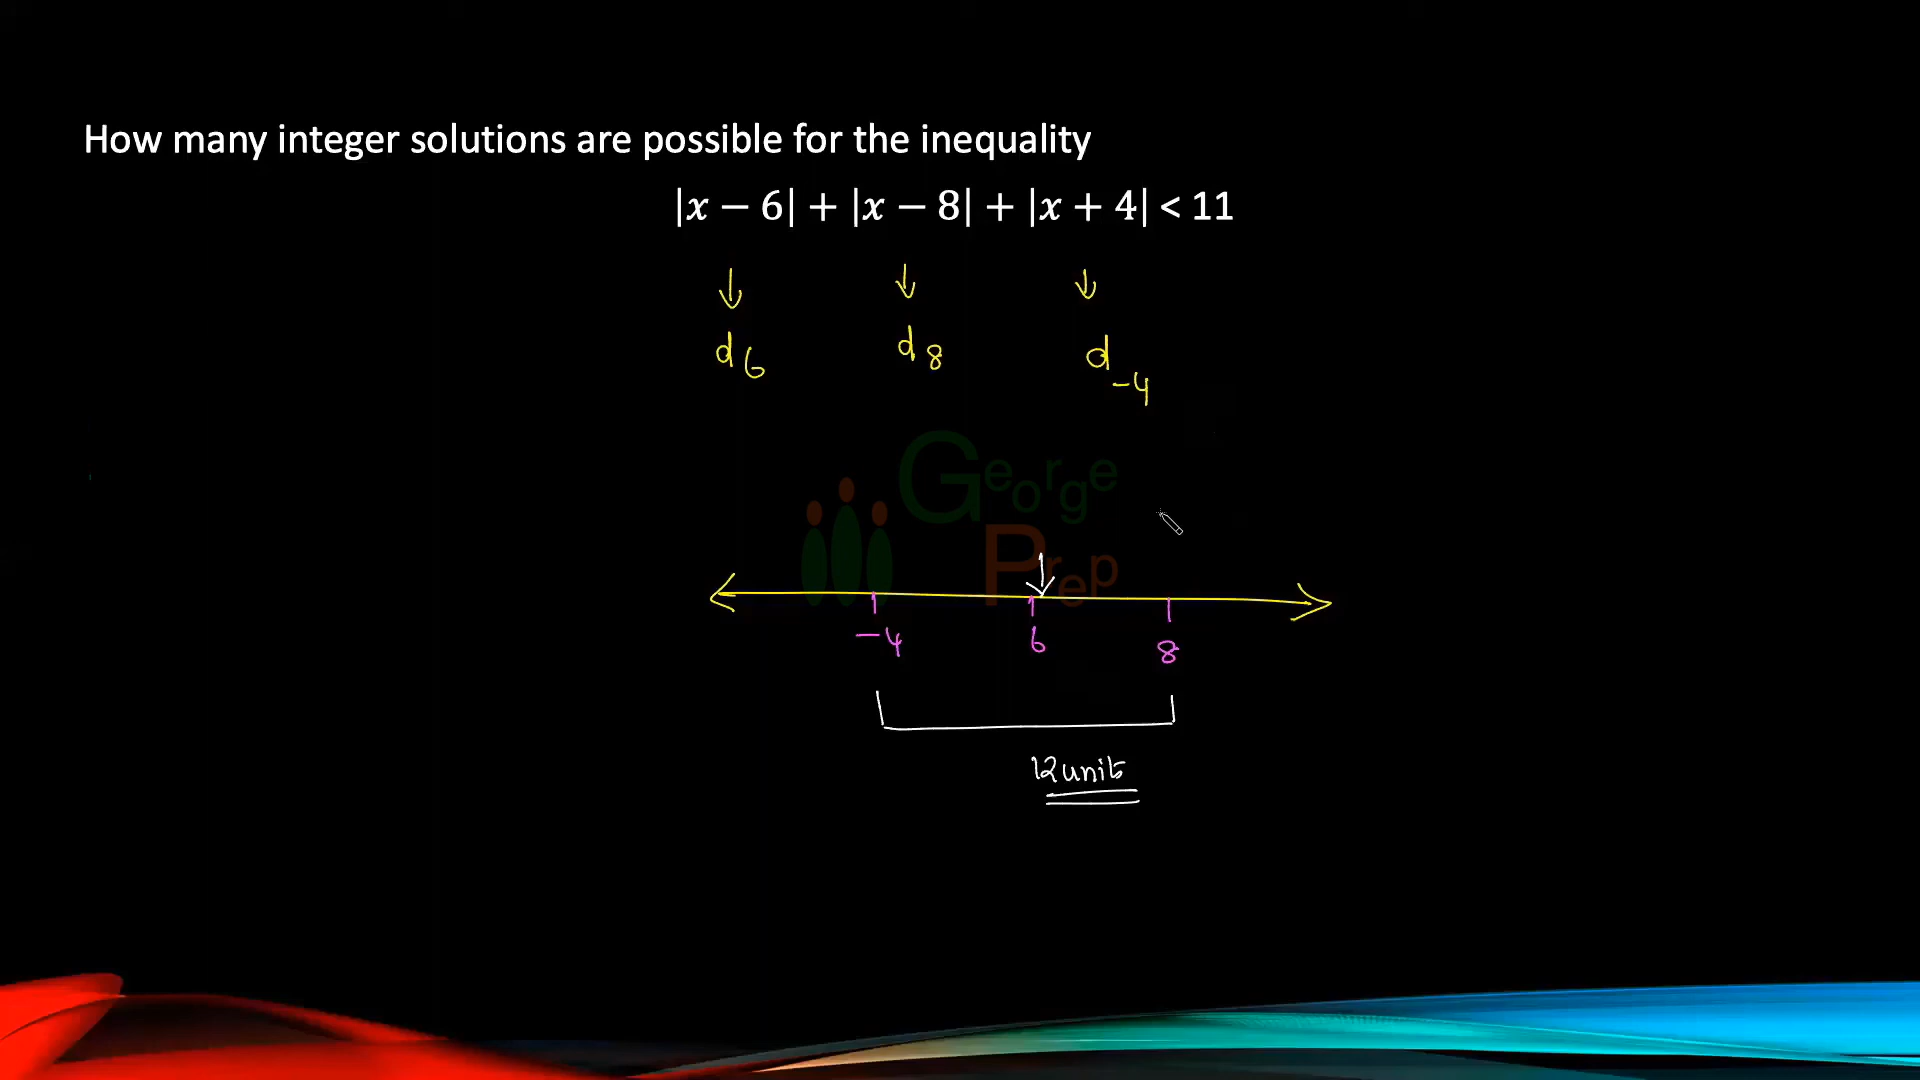 How many integer solutions are possible for the inequality
|x − 6| + |x − 8| + |x + 4| < 11
↓ ↓ ↓
d6 d8 d−4
George
Prep
−4 6 8
12 units